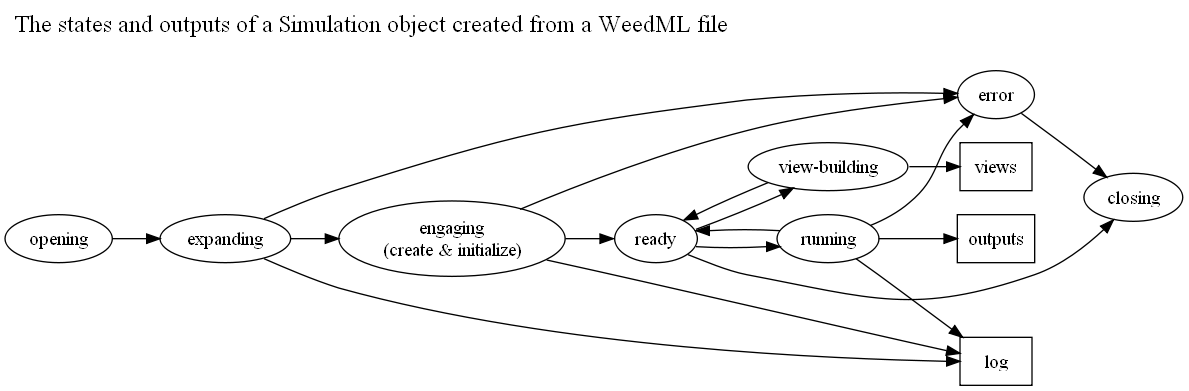 The states and outputs of a Simulation object created from a WeedML file
error
view-building
views
closing
opening
expanding
engaging
(create & initialize)
ready
running
outputs
log